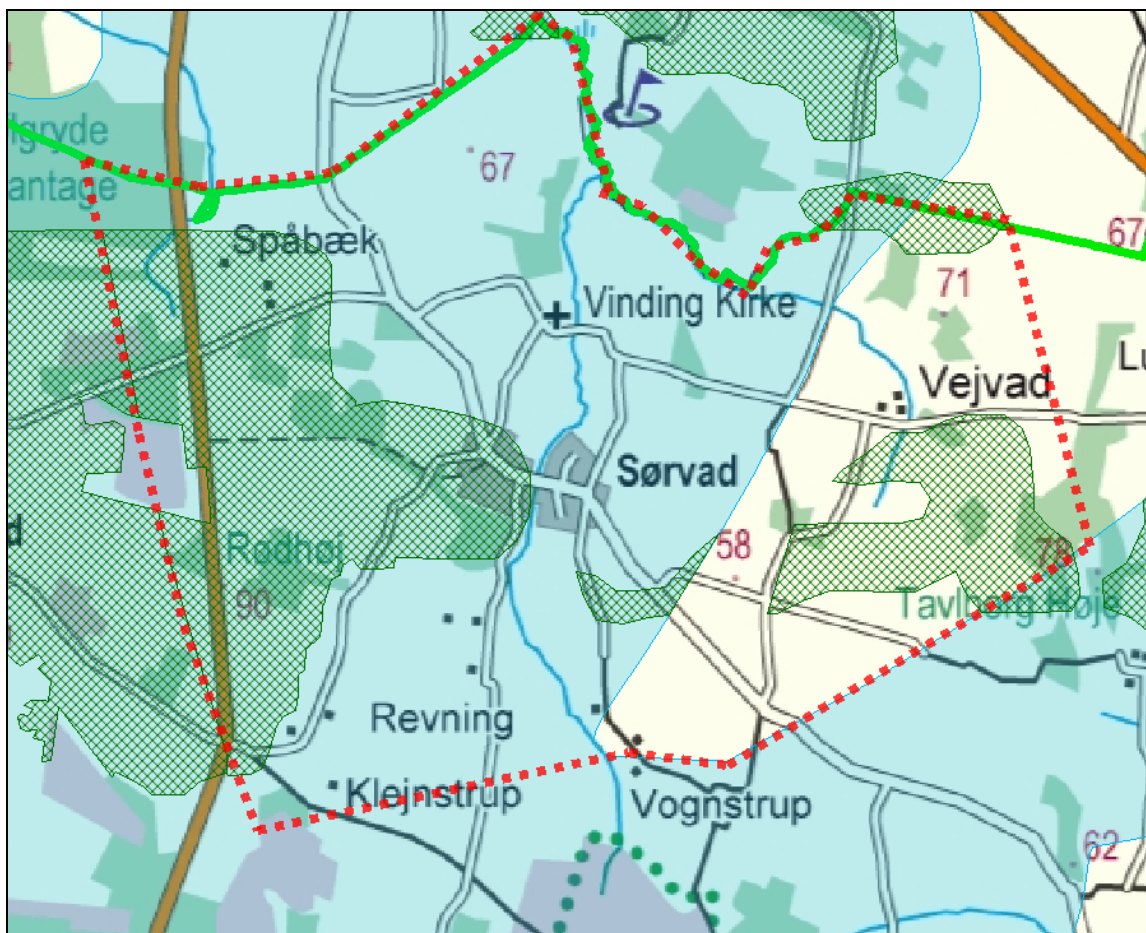 lgryde
antage
67
67
Spåbæk
71
Vinding Kirke
Lu
Vejvad
Sørvad
d
58
Rødhøj
78
90
Tavlborg Høje
Revning
Klejnstrup
Vognstrup
62